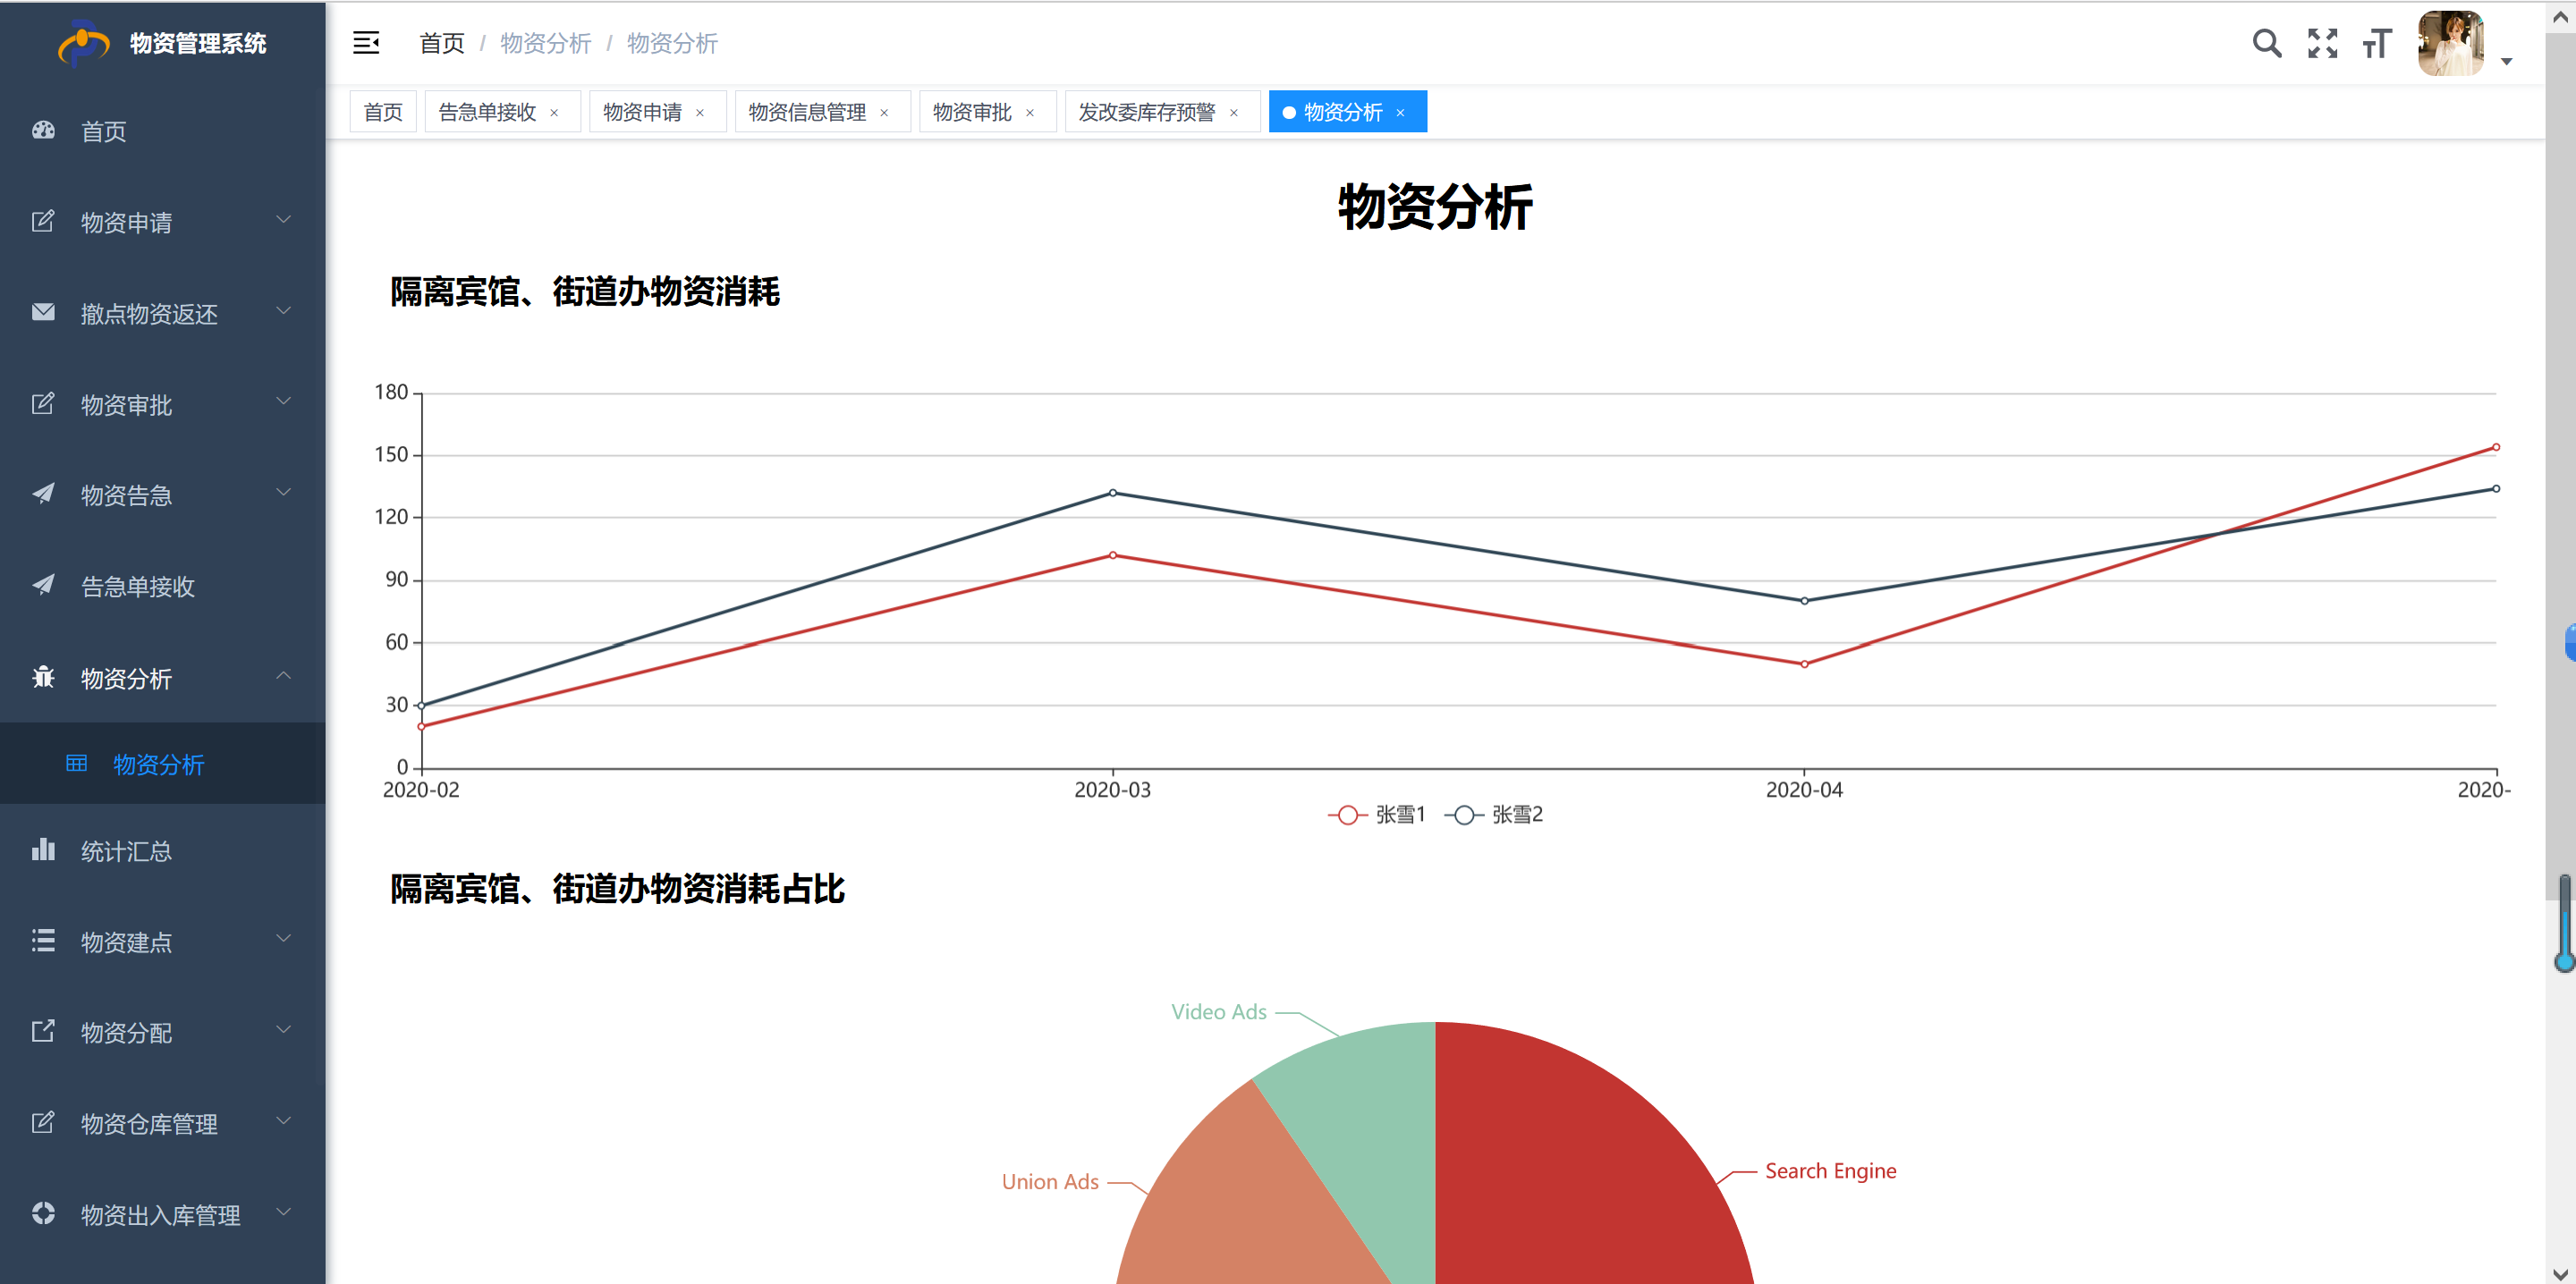 物资管理系统
首页
物资申请
撤点物资返还
物资审批
物资告急
告急单接收
物资分析
物资分析
统计汇总
物资建点
物资分配
物资仓库管理
物资出入库管理
首页 / 物资分析 / 物资分析
首页 告急单接收 × 物资申请 × 物资信息管理 × 物资审批 × 发改委库存预警 × 物资分析 ×
物资分析
隔离宾馆、街道办物资消耗
180
150
120
90
60
30
0
2020-02 2020-03 2020-04 2020-
张雪1 张雪2
隔离宾馆、街道办物资消耗占比
Video Ads
Search Engine
Union Ads